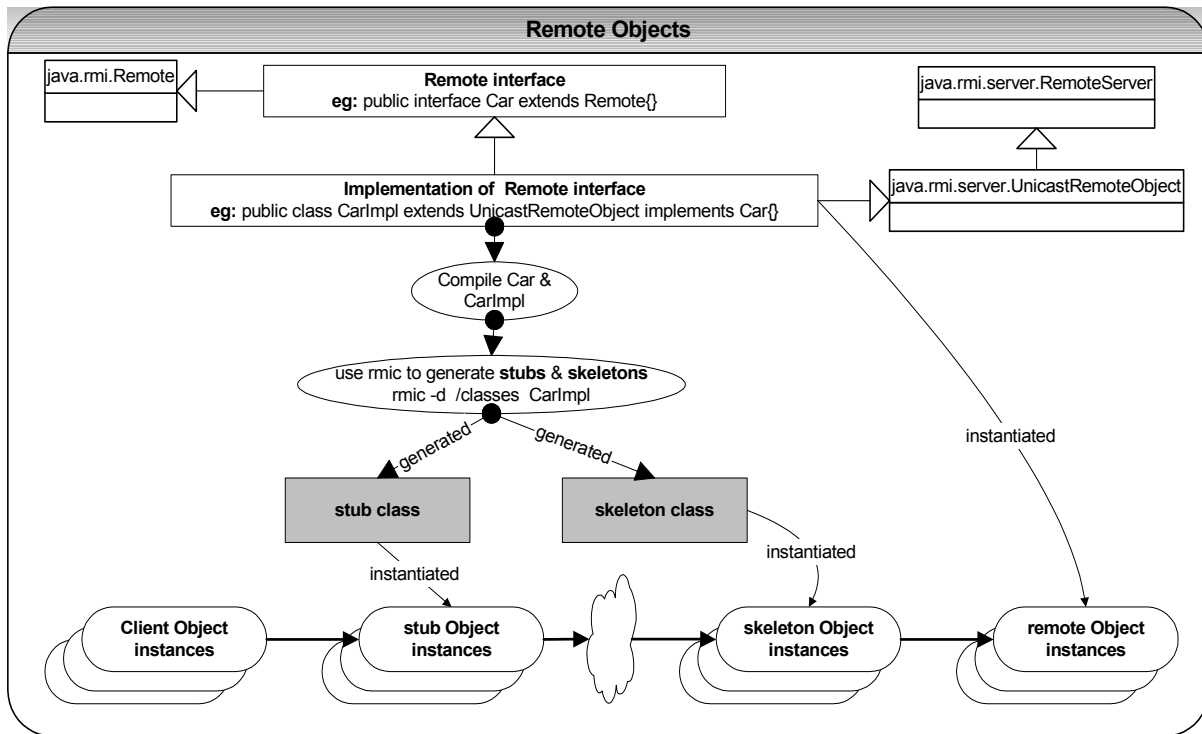 Remote Objects
java.rmi.Remote
Remote interface
eg: public interface Car extends Remote{}
java.rmi.server.RemoteServer
Implementation of Remote interface
eg: public class CarImpl extends UnicastRemoteObject implements Car{}
java.rmi.server.UnicastRemoteObject
Compile Car &
CarImpl
use rmic to generate stubs & skeletons
rmic -d /classes CarImpl
generated
generated
instantiated
stub class
skeleton class
instantiated
instantiated
Client Object
instances
stub Object
instances
skeleton Object
instances
remote Object
instances